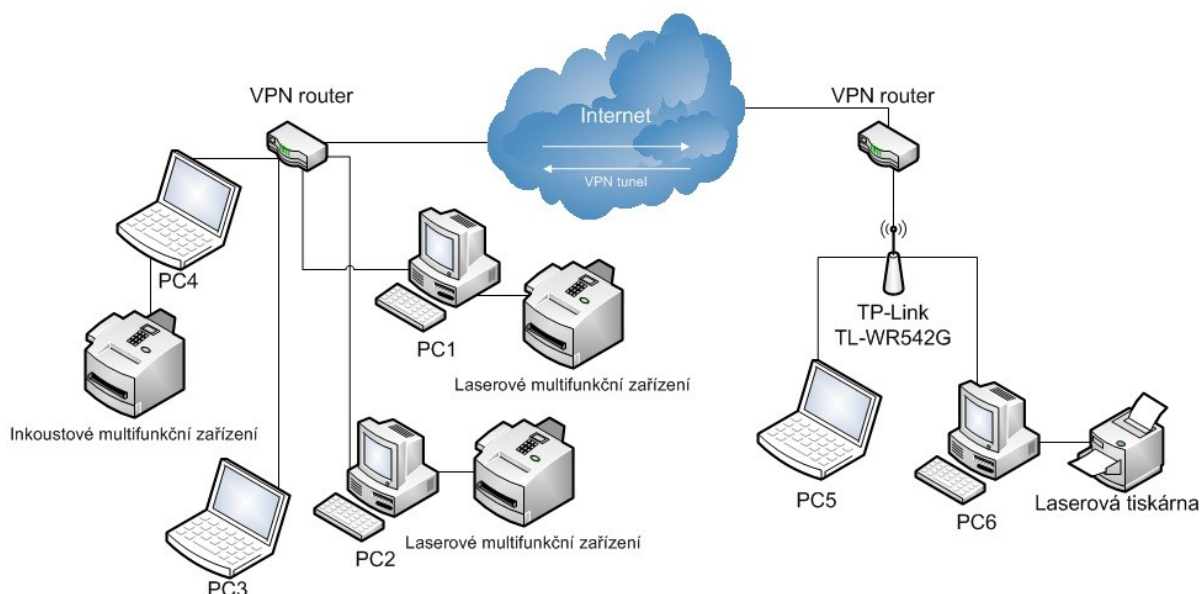 VPN router
VPN router
Internet
VPN tunel
PC4
PC1
TP-Link
TL-WR542G
Laserové multifunkční zařízení
Inkoustové multifunkční zařízení
PC5
PC6
Laserová tiskárna
PC2
Laserové multifunkční zařízení
PC3